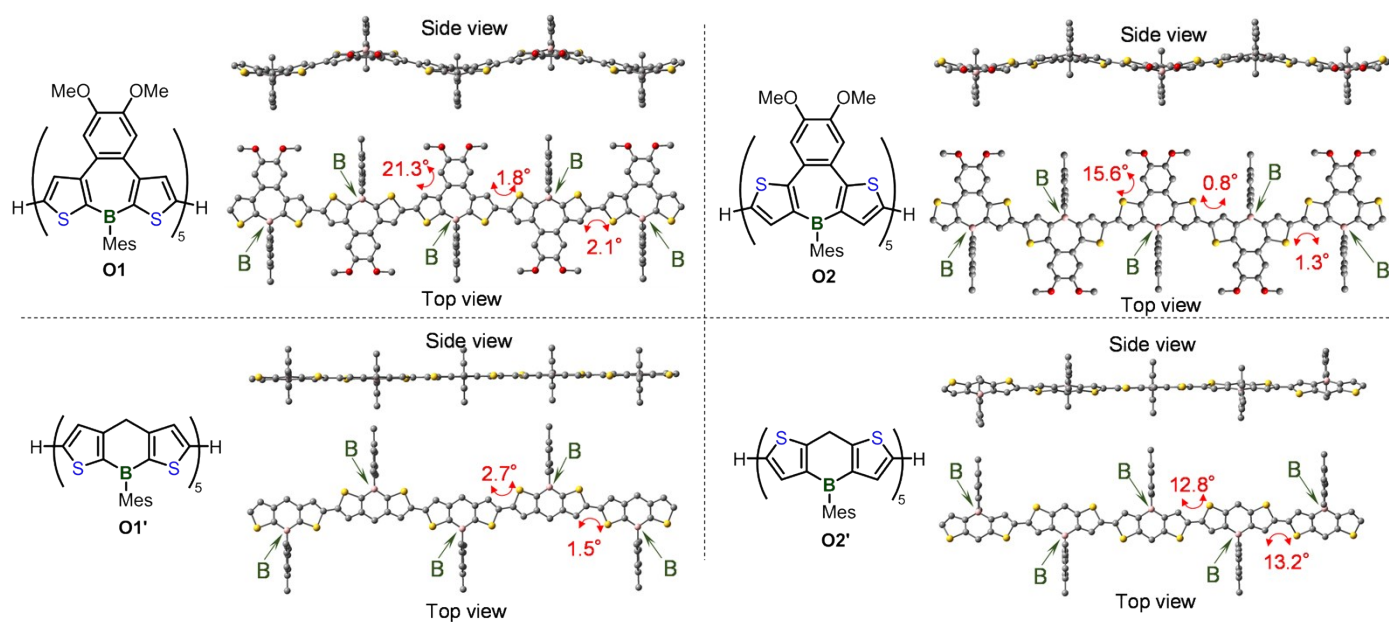 Side view
MeO OMe
S S
H B H
Mes 5
O1
B 21.3° 1.8° B
B B 2.1° B
Top view
Side view
MeO OMe
S S
H B H
Mes 5
O2
B 15.6° 0.8° B
B B 1.3° B
Top view
Side view
H S B S H
Mes 5
O1'
B 2.7° B
B B 1.5° B
Top view
Side view
S S
H B H
Mes 5
O2'
B B 12.8° B
B B 13.2°
Top view